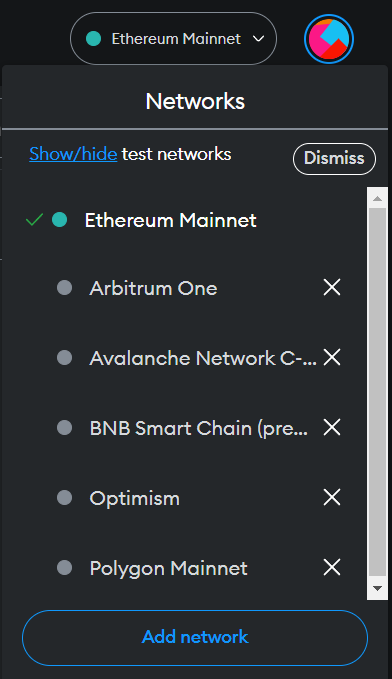 Ethereum Mainnet
Networks
Show/hide test networks
Dismiss
Ethereum Mainnet
Arbitrum One
Avalanche Network C-...
BNB Smart Chain (pre...
Optimism
Polygon Mainnet
Add network